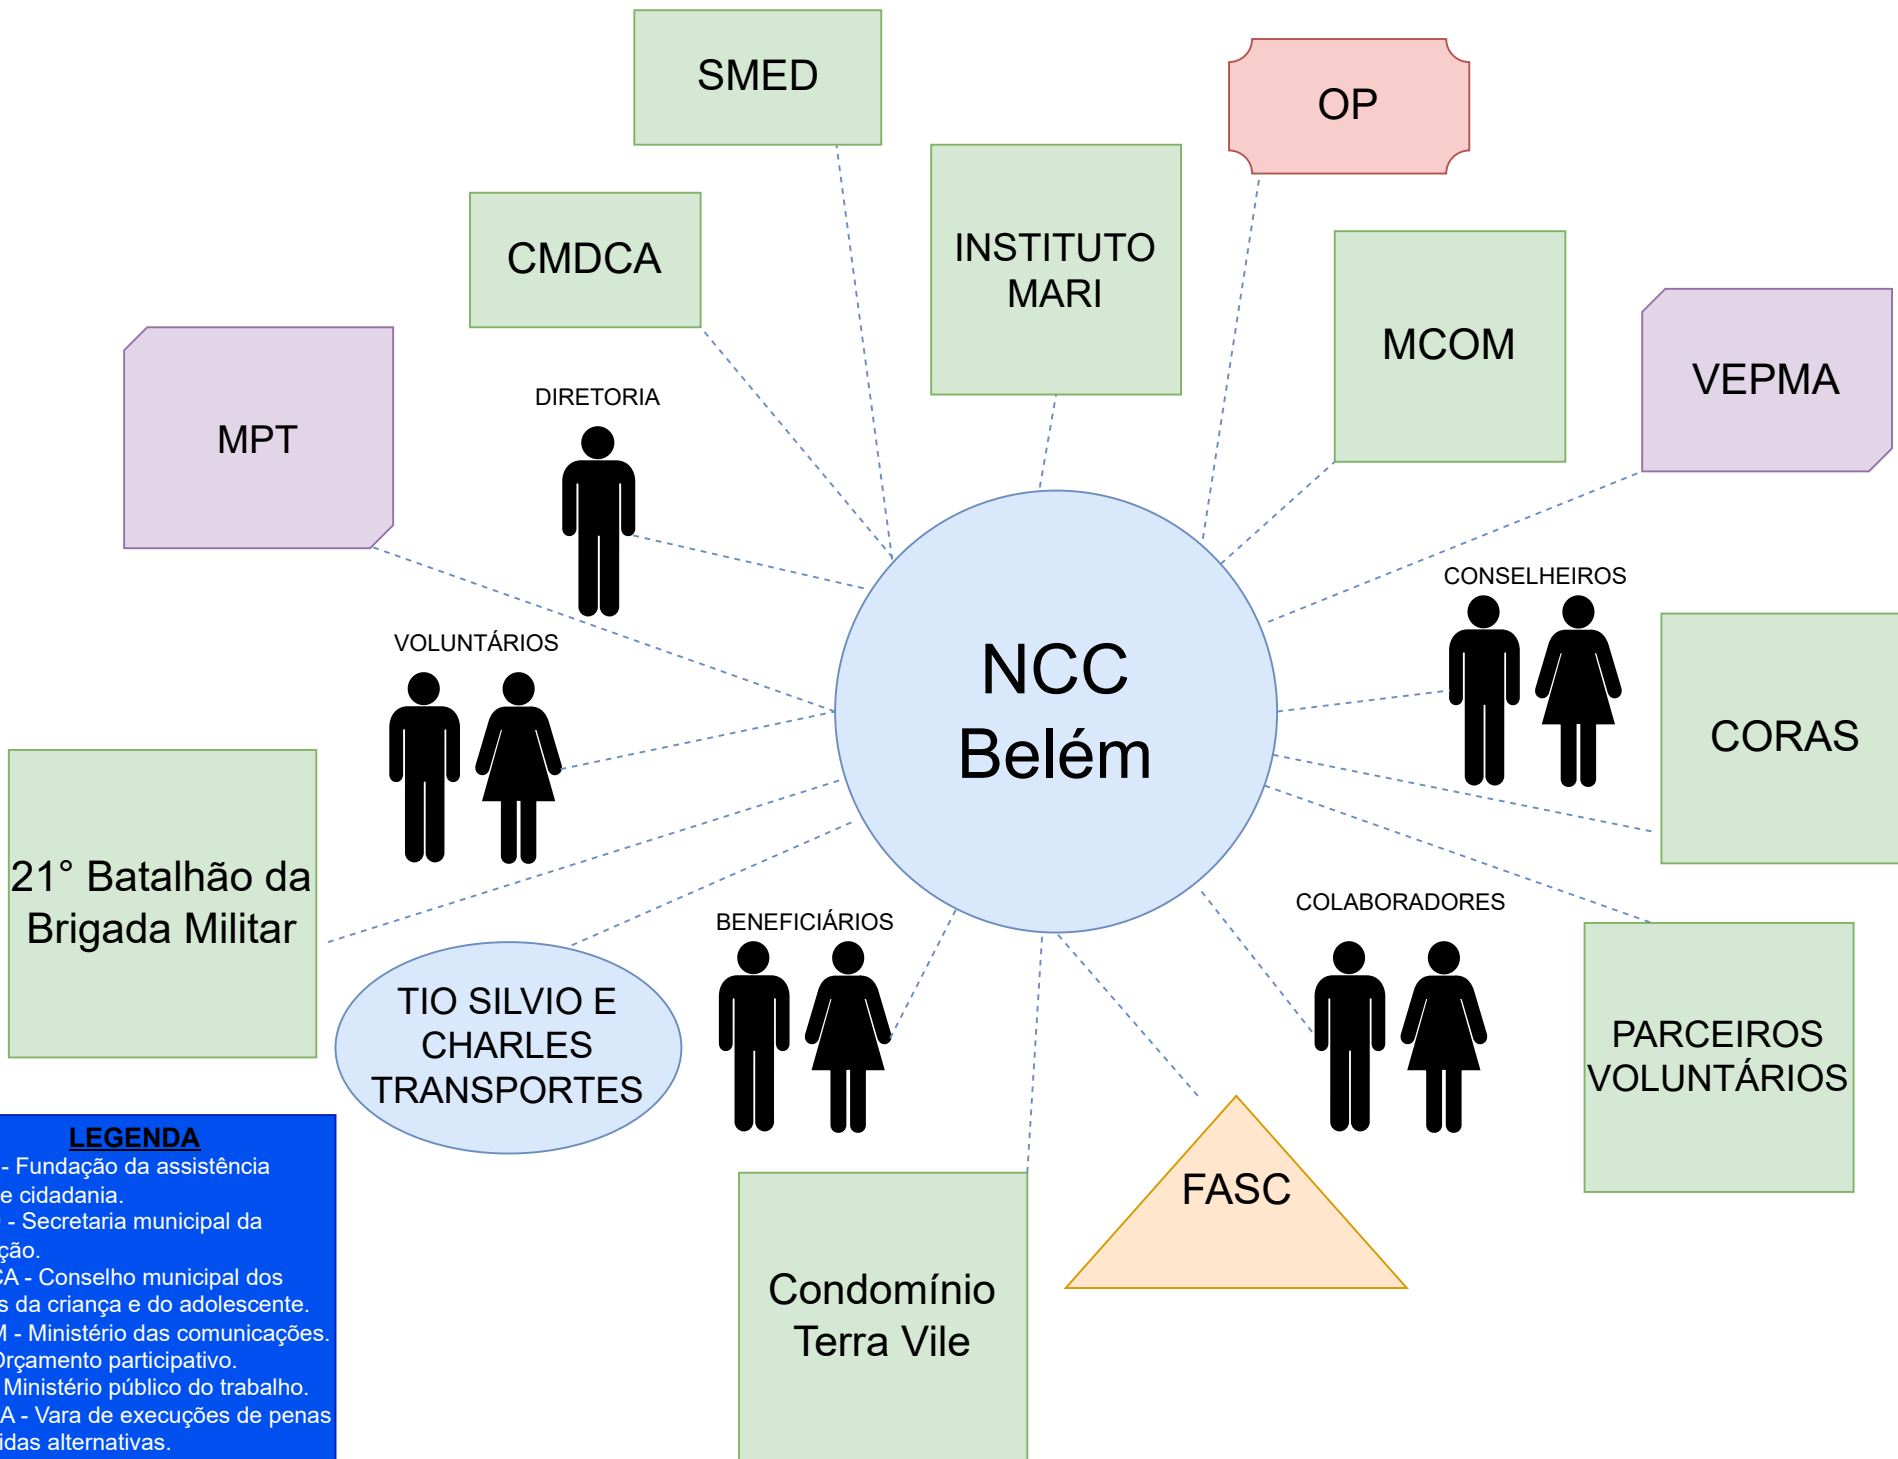 SMED
OP
CMDCA
INSTITUTO
MARI
MCOM
VEPMA
MPT
DIRETORIA
CONSELHEIROS
VOLUNTÁRIOS
NCC
Belém
CORAS
21° Batalhão da
Brigada Militar
BENEFICIÁRIOS
COLABORADORES
TIO SILVIO E
CHARLES
TRANSPORTES
PARCEIROS
VOLUNTÁRIOS
FASC
Condomínio
Terra Vile
LEGENDA
- Fundação da assistência
e cidadania.
- Secretaria municipal da
ção.
CA - Conselho municipal dos
s da criança e do adolescente.
M - Ministério das comunicações.
Orçamento participativo.
Ministério público do trabalho.
A - Vara de execuções de penas
idas alternativas.